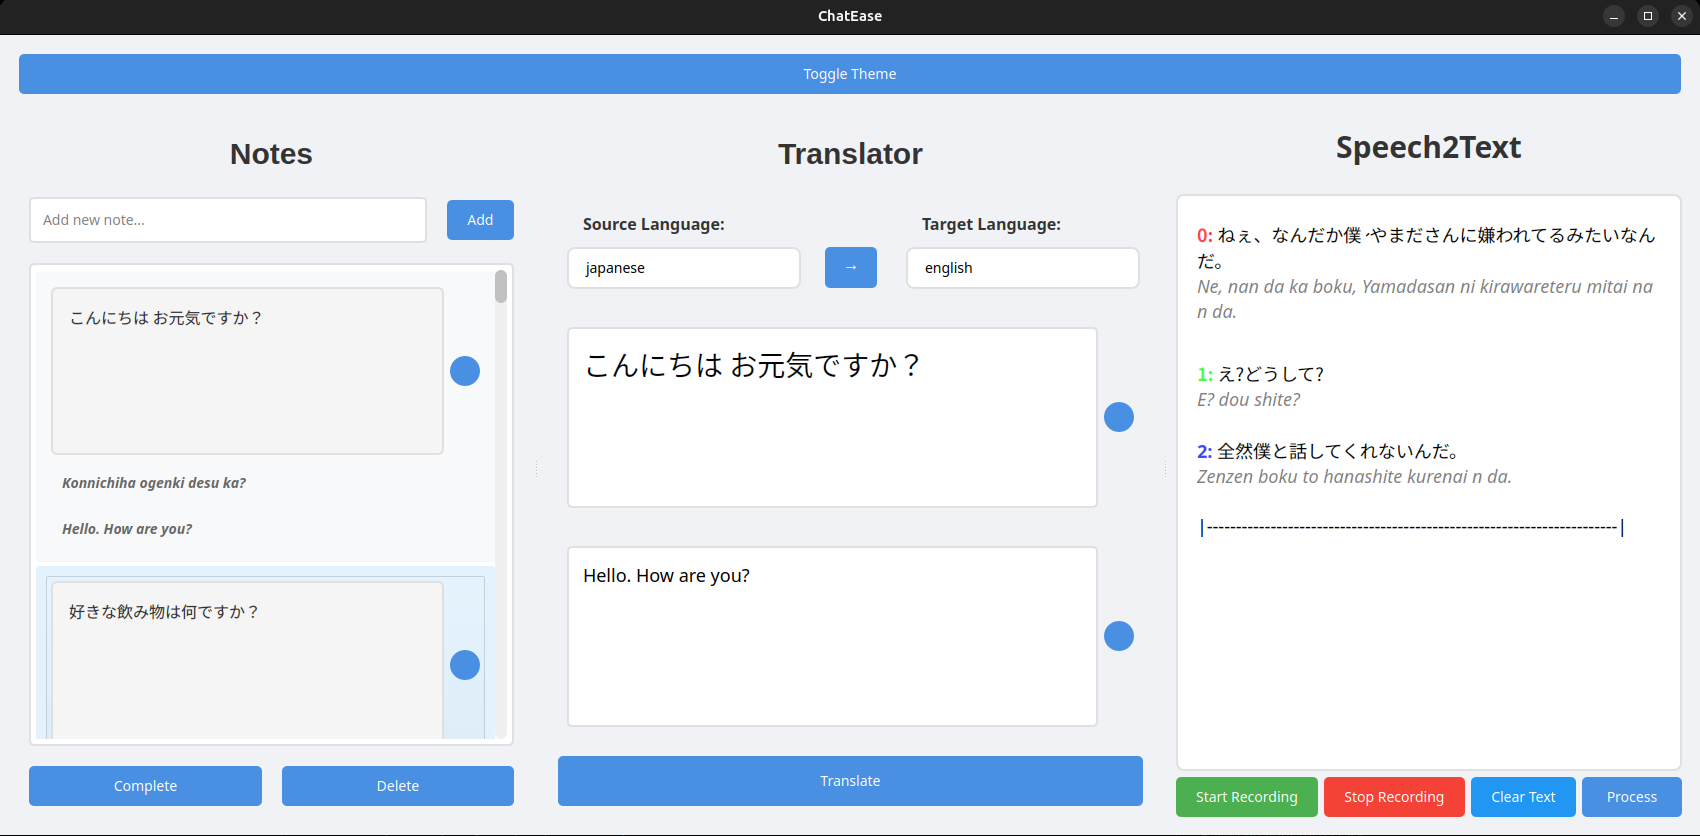 ChatEase
Toggle Theme
Notes
Add new note...
Add
こんにちは お元気ですか？
Konnichiha ogenki desu ka?
Hello. How are you?
好きな飲み物は何ですか？
Complete
Delete
Translator
Source Language:
Target Language:
japanese
→
english
こんにちは お元気ですか？
Hello. How are you?
Translate
Speech2Text
0: ねぇ、なんだか僕、やまださんに嫌われてるみたいなん
だ。
Ne, nan da ka boku, Yamadasan ni kirawareteru mitai na
n da.
1: え?どうして?
E? dou shite?
2: 全然僕と話してくれないんだ。
Zenzen boku to hanashite kurenai n da.
|-----------------------------------------------------------------------|
Start Recording
Stop Recording
Clear Text
Process